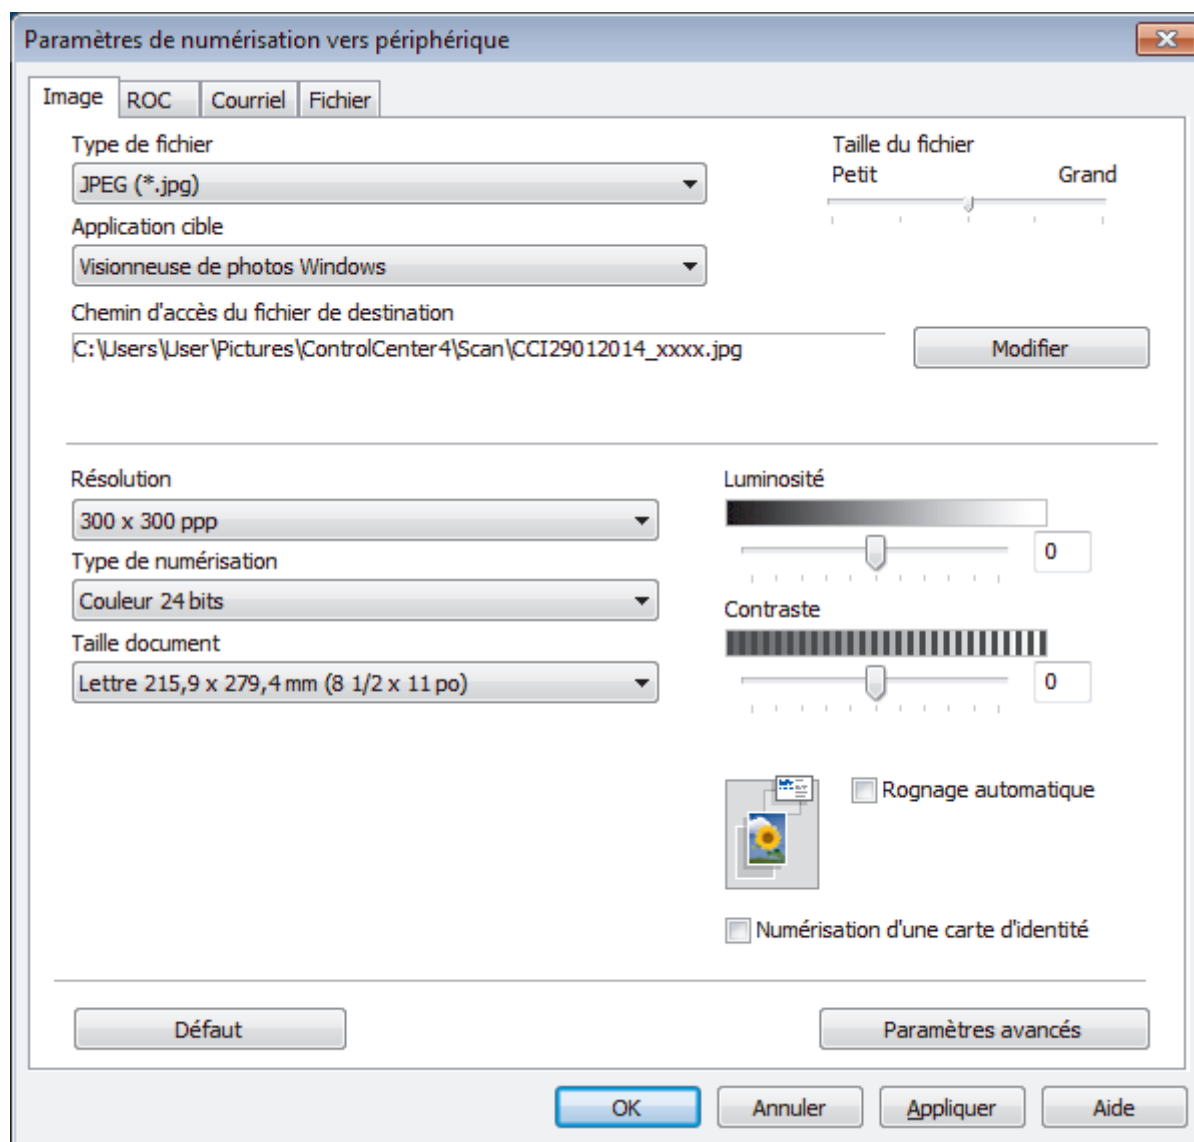 Paramètres de numérisation vers périphérique
Image ROC Courriel Fichier
Type de fichier
JPEG (*.jpg)
Taille du fichier
Petit Grand
Application cible
Visionneuse de photos Windows
Chemin d'accès du fichier de destination
C:\Users\User\Pictures\ControlCenter4\Scan\CCI29012014_xxxx.jpg
Modifier
Résolution
300 x 300 ppp
Type de numérisation
Couleur 24 bits
Taille document
Lettre 215,9 x 279,4 mm (8 1/2 x 11 po)
Luminosité
0
Contraste
0
Rognage automatique
Numérisation d'une carte d'identité
Défaut Paramètres avancés
OK Annuler Appliquer Aide